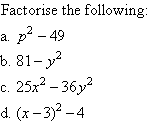 Factorise the following:
a. p² – 49
b. 81 – y²
c. 25x² – 36y²
d. (x – 3)² – 4